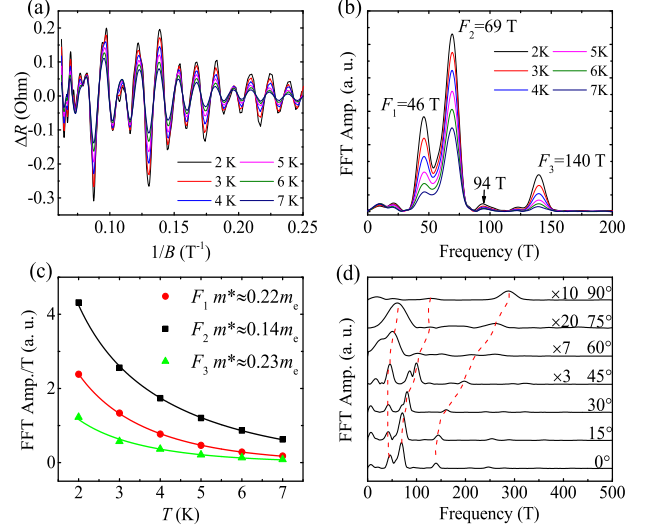 (a)
0.2
0.1
0.0
-0.1
-0.2
-0.3
ΔR (Ohm)
2 K 5 K
3 K 6 K
4 K 7 K
0.10 0.15 0.20 0.25
1/B (T⁻¹)
(b)
F₂=69 T
2K 5K
3K 6K
4K 7K
F₁=46 T
F₃=140 T
94 T
FFT Amp. (a. u.)
0 50 100 150 200
Frequency (T)
(c)
F₁ m*≈0.22mₑ
F₂ m*≈0.14mₑ
F₃ m*≈0.23mₑ
FFT Amp./T (a. u.)
4
2
0
2 3 4 5 6 7
T (K)
(d)
×10 90°
×20 75°
×7 60°
×3 45°
30°
15°
0°
FFT Amp. (a. u.)
0 100 200 300 400 500
Frequency (T)